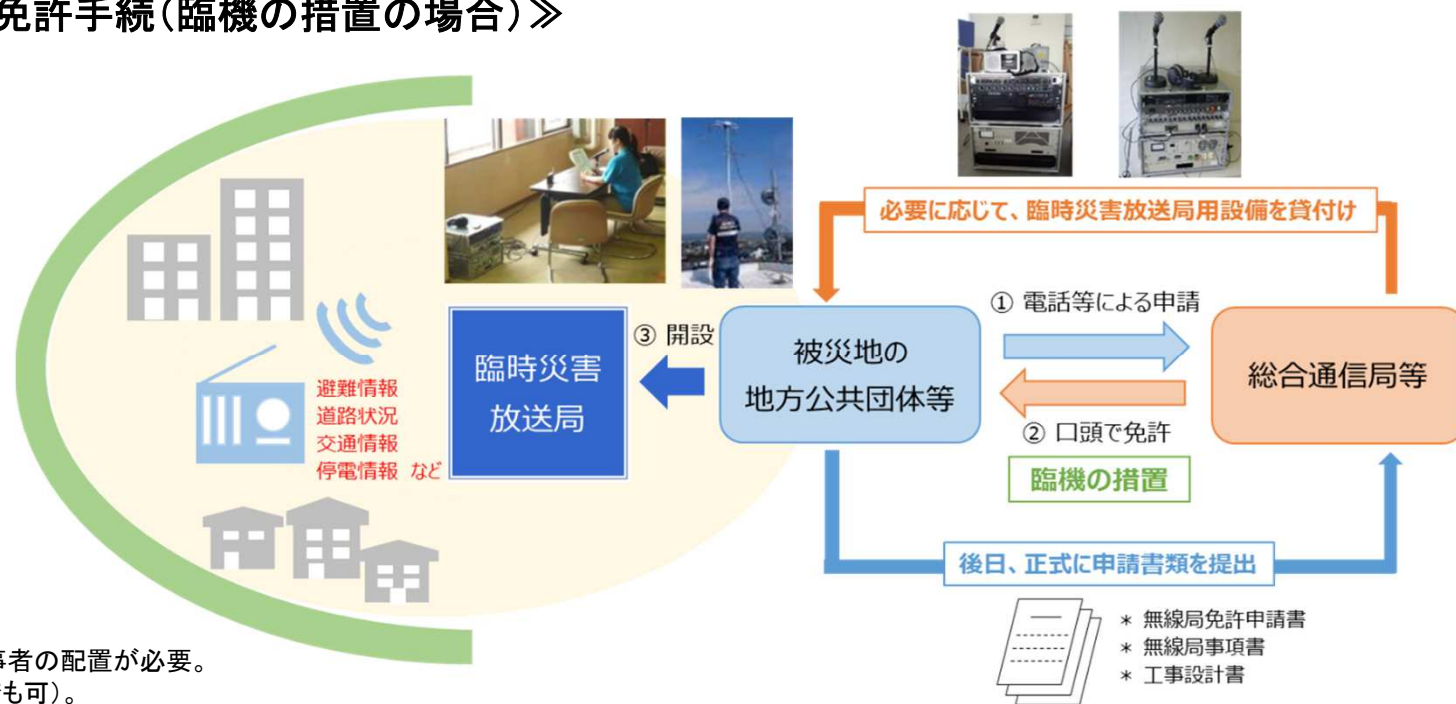 免許手続（臨機の措置の場合）≫
必要に応じて、臨時災害放送局用設備を貸付け
① 電話等による申請
③ 開設
臨時災害
放送局
被災地の
地方公共団体等
総合通信局等
避難情報
道路状況
交通情報
停電情報 など
② 口頭で免許
臨機の措置
後日、正式に申請書類を提出
* 無線局免許申請書
* 無線局事項書
* 工事設計書
事者の配置が必要。
も可）。